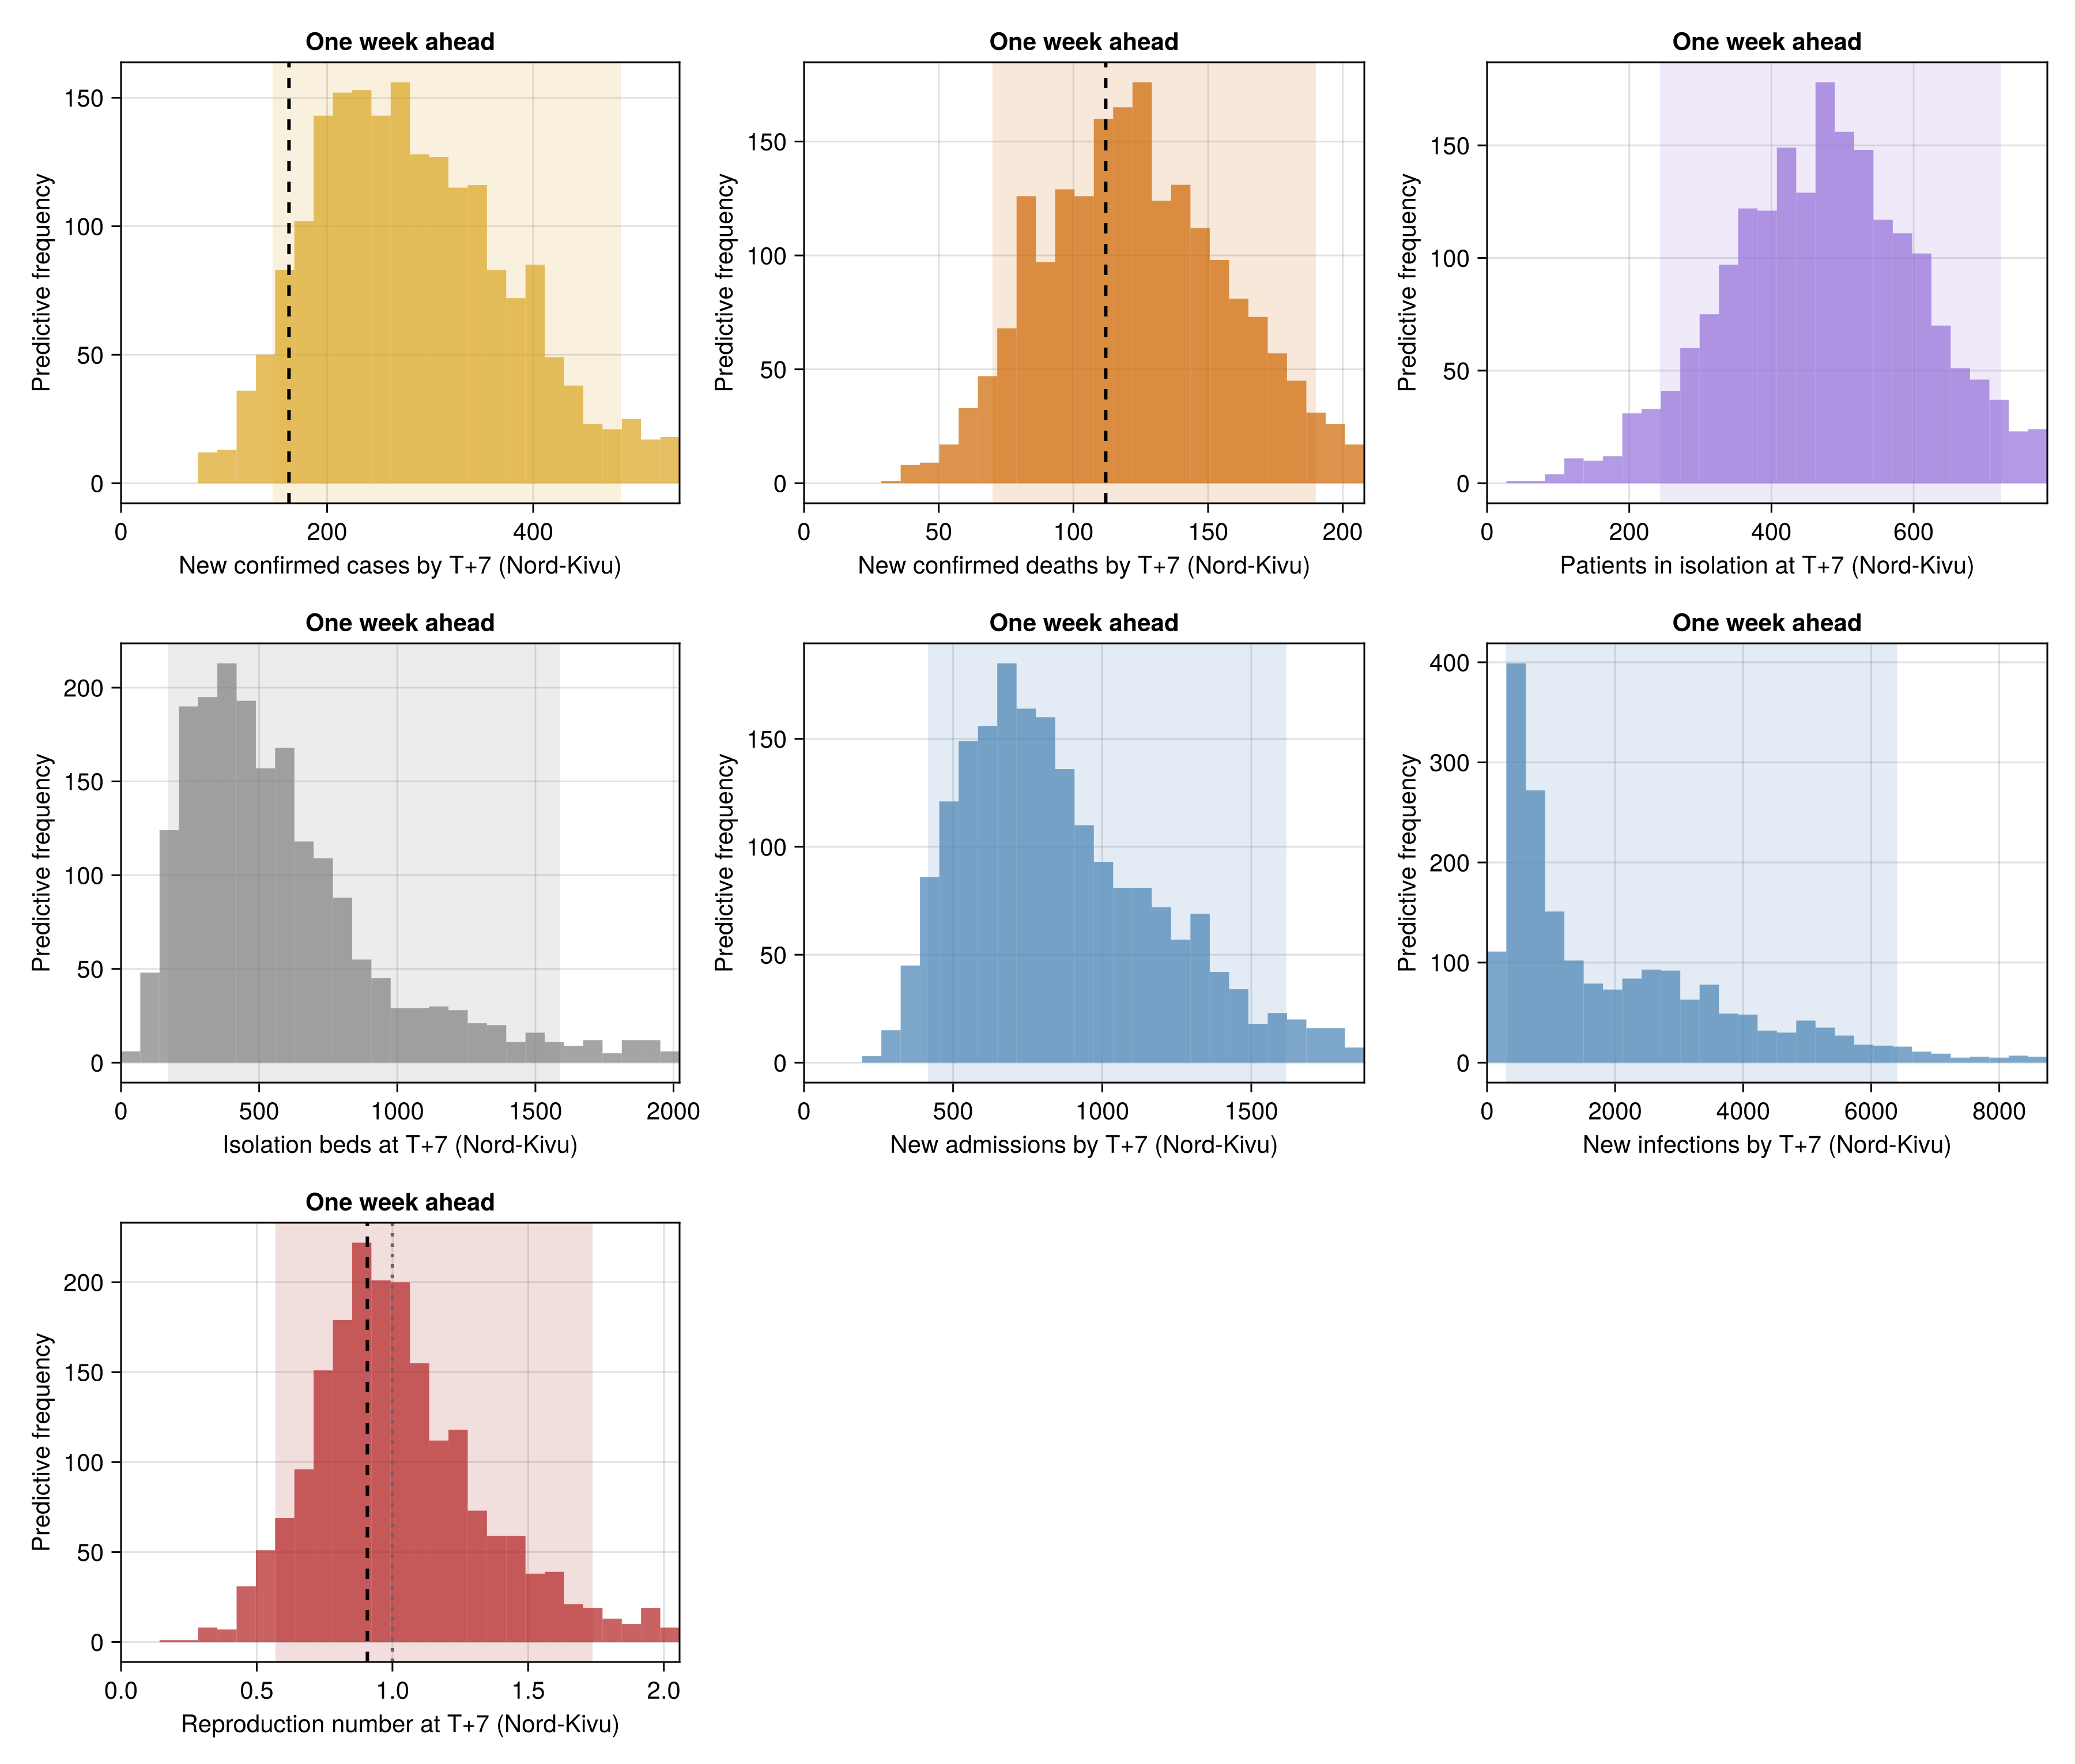 One week ahead
Predictive frequency
150
100
50
0
0 200 400
New confirmed cases by T+7 (Nord-Kivu)
One week ahead
Predictive frequency
150
100
50
0
0 50 100 150 200
New confirmed deaths by T+7 (Nord-Kivu)
One week ahead
Predictive frequency
150
100
50
0
0 200 400 600
Patients in isolation at T+7 (Nord-Kivu)
One week ahead
Predictive frequency
200
150
100
50
0
0 500 1000 1500 2000
Isolation beds at T+7 (Nord-Kivu)
One week ahead
Predictive frequency
150
100
50
0
0 500 1000 1500
New admissions by T+7 (Nord-Kivu)
One week ahead
Predictive frequency
400
300
200
100
0
0 2000 4000 6000 8000
New infections by T+7 (Nord-Kivu)
One week ahead
Predictive frequency
200
150
100
50
0
0.0 0.5 1.0 1.5 2.0
Reproduction number at T+7 (Nord-Kivu)